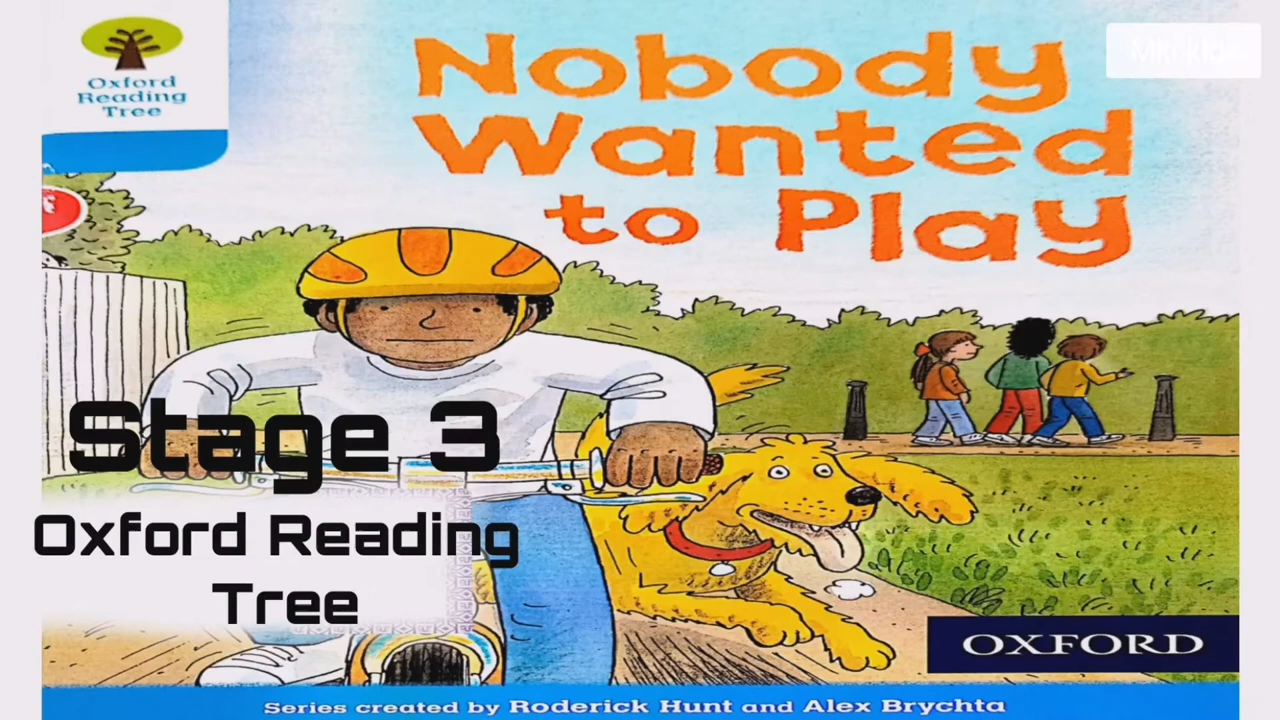 Oxford
Reading
Tree
Nobody
Wanted
to Play
Stage 3
Oxford Reading
Tree
OXFORD
Series created by Roderick Hunt and Alex Brychta